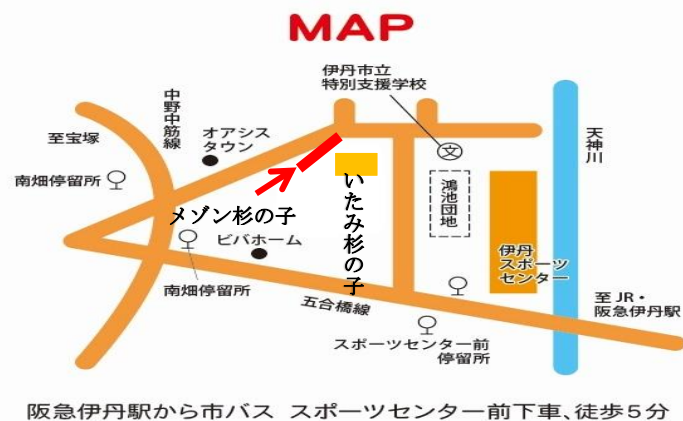 MAP
伊丹市立
特別支援学校
中野中筋線
至宝塚
オアシス
タウン
天神川
南畑停留所
文
鴻池団地
いたみ杉の子
メゾン杉の子
ビバホーム
伊丹
スポーツ
センター
南畑停留所
五合橋線
至 JR・
阪急伊丹駅
スポーツセンター前
停留所
阪急伊丹駅から市バス スポーツセンター前下車、徒歩5分